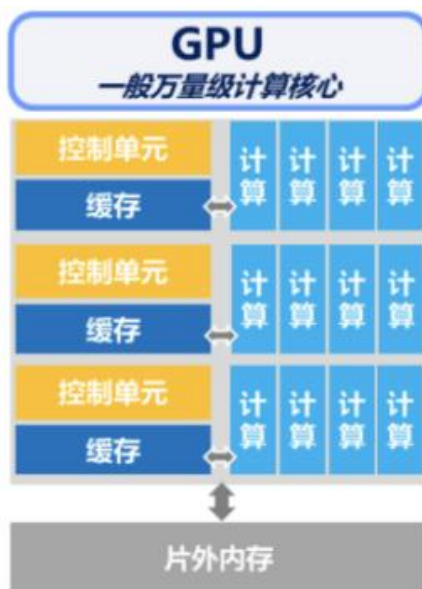 GPU
一般万量级计算核心
控制单元
缓存
计算 计算 计算 计算
控制单元
缓存
计算 计算 计算 计算
控制单元
缓存
计算 计算 计算 计算
片外内存